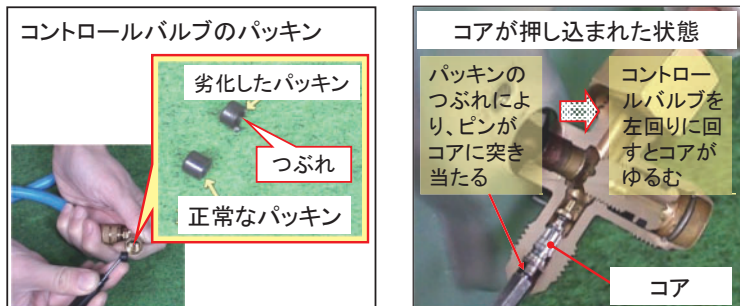 コントロールバルブのパッキン
劣化したパッキン
つぶれ
正常なパッキン
コアが押し込まれた状態
パッキンの
つぶれによ
り、ピンが
コアに突き
当たる
コントロー
ルバルブを
左回りに回
すとコアが
ゆるむ
コア